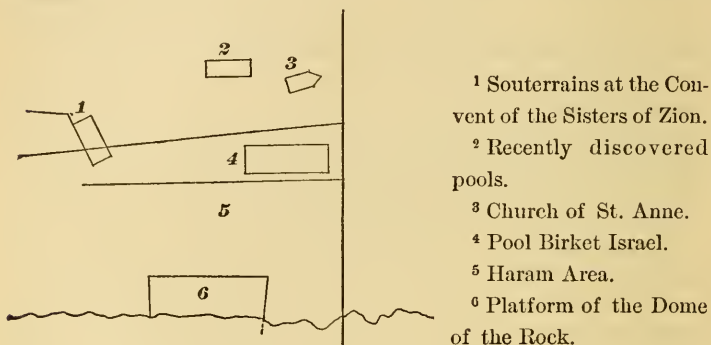 2
3
1
4
5
6
¹ Souterrains at the Con-
vent of the Sisters of Zion.
² Recently discovered
pools.
³ Church of St. Anne.
⁴ Pool Birket Israel.
⁵ Haram Area.
⁶ Platform of the Dome
of the Rock.